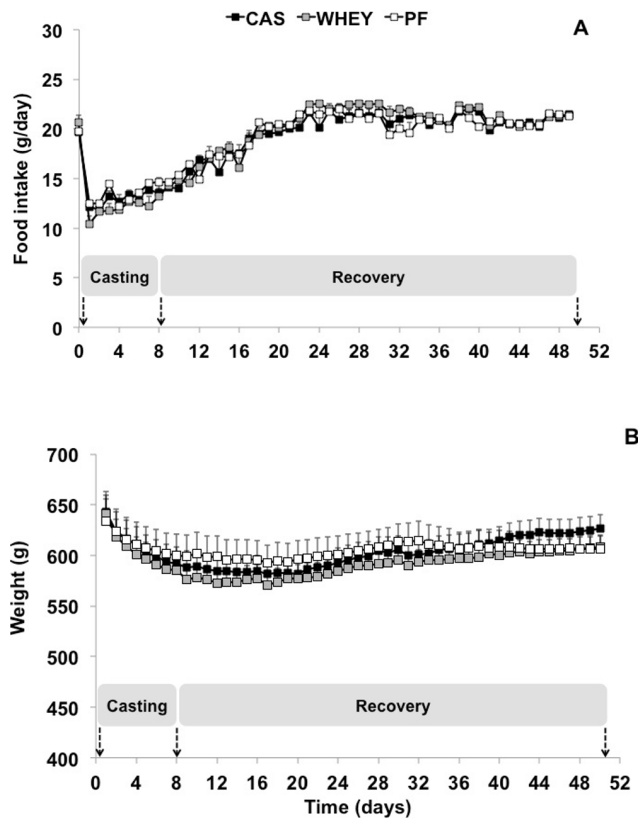 CAS WHEY PF
A
30
25
20
15
10
5
0
Food intake (g/day)
Casting Recovery
0 4 8 12 16 20 24 28 32 36 40 44 48 52
B
700
650
600
550
500
450
400
Weight (g)
Casting Recovery
0 4 8 12 16 20 24 28 32 36 40 44 48 52
Time (days)